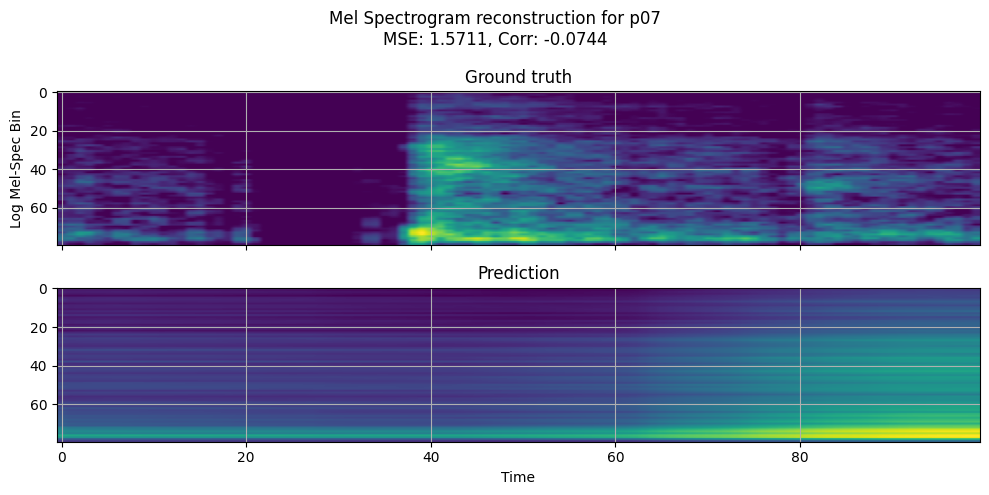 Mel Spectrogram reconstruction for p07
MSE: 1.5711, Corr: -0.0744
Ground truth
Log Mel-Spec Bin
0
20
40
60
Prediction
0
20
40
60
0 20 40 60 80
Time